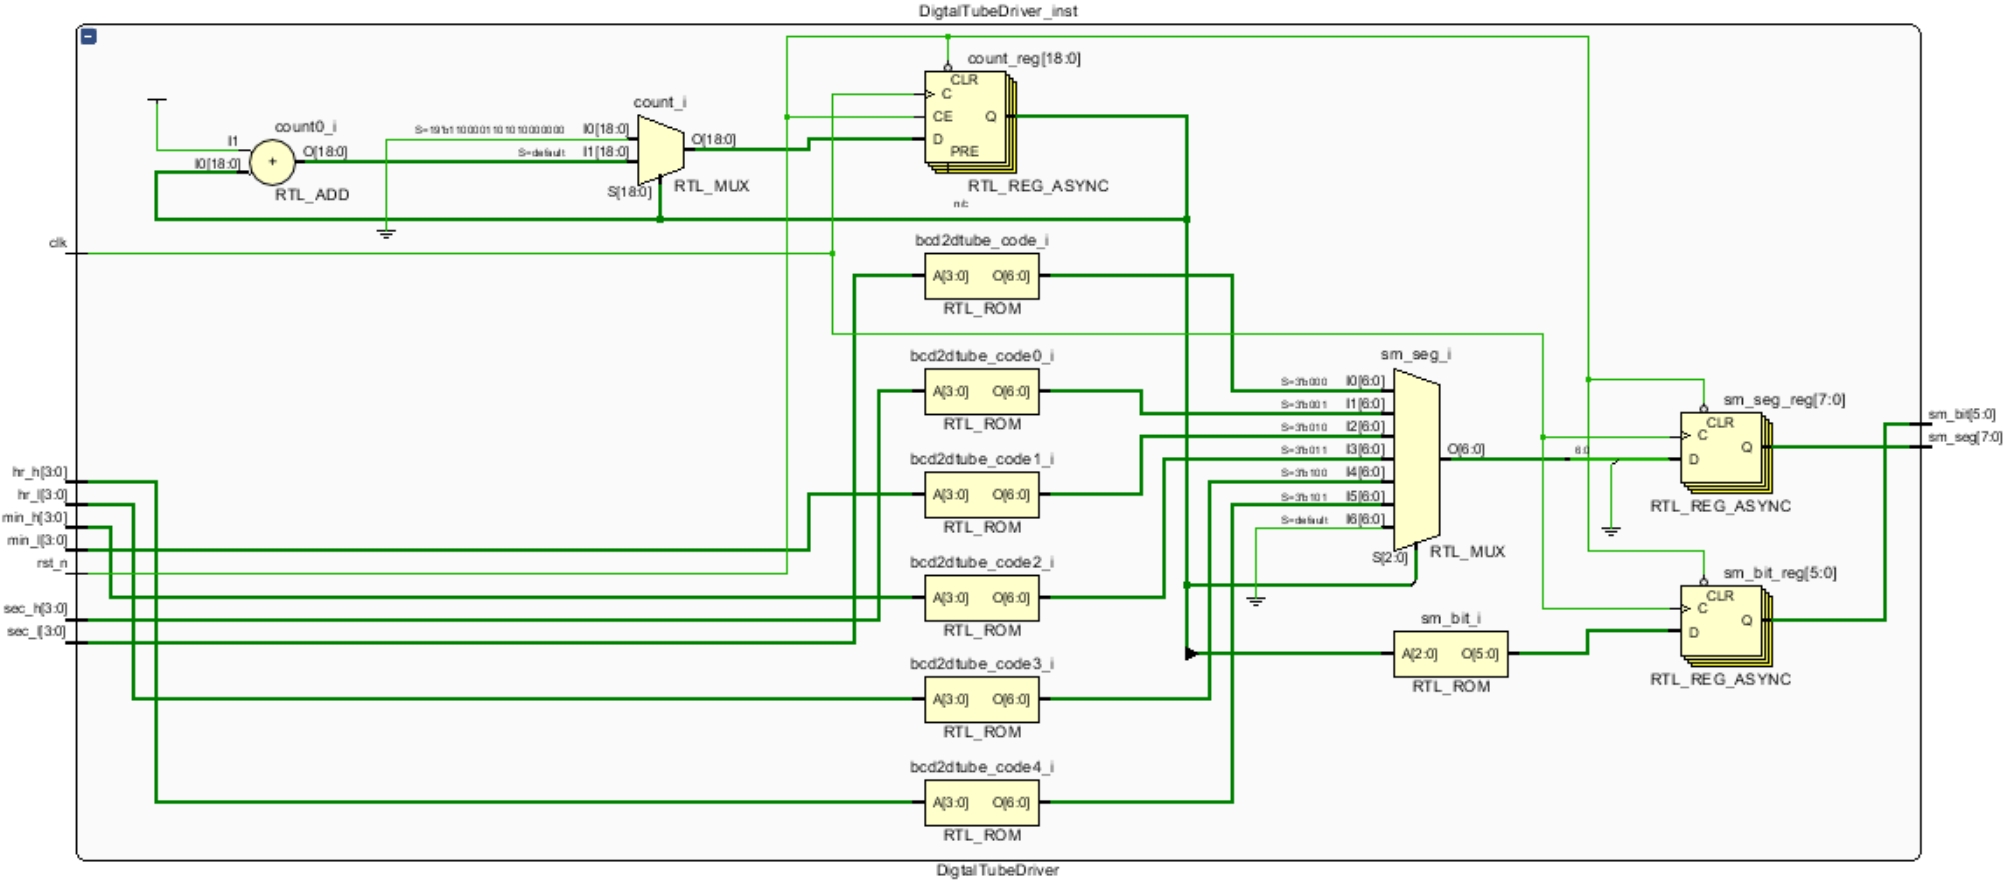 DigtalTubeDriver_inst
count_reg[18:0]
CLR
C
CE
Q
D
PRE
RTL_REG_ASYNC
n/c
count_i
I0[18:0]
S=default
I1[18:0]
O[18:0]
S[18:0]
RTL_MUX
count0_i
I1
I0[18:0]
+
O[18:0]
RTL_ADD
clk
bcd2dtube_code_i
A[3:0] O[6:0]
RTL_ROM
bcd2dtube_code0_i
A[3:0] O[6:0]
RTL_ROM
bcd2dtube_code1_i
A[3:0] O[6:0]
RTL_ROM
bcd2dtube_code2_i
A[3:0] O[6:0]
RTL_ROM
bcd2dtube_code3_i
A[3:0] O[6:0]
RTL_ROM
bcd2dtube_code4_i
A[3:0] O[6:0]
RTL_ROM
hr_h[3:0]
hr_l[3:0]
min_h[3:0]
min_l[3:0]
rst_n
sec_h[3:0]
sec_l[3:0]
sm_seg_i
S=3'b000 I0[6:0]
S=3'b001 I1[6:0]
S=3'b010 I2[6:0]
S=3'b011 I3[6:0]
S=3'b100 I4[6:0]
S=3'b101 I5[6:0]
S=default I6[6:0]
O[6:0]
S[2:0]
RTL_MUX
6:0
sm_seg_reg[7:0]
CLR
C
Q
D
RTL_REG_ASYNC
sm_bit_reg[5:0]
CLR
C
Q
D
RTL_REG_ASYNC
sm_bit_i
A[2:0] O[5:0]
RTL_ROM
sm_bit[5:0]
sm_seg[7:0]
DigtalTubeDriver